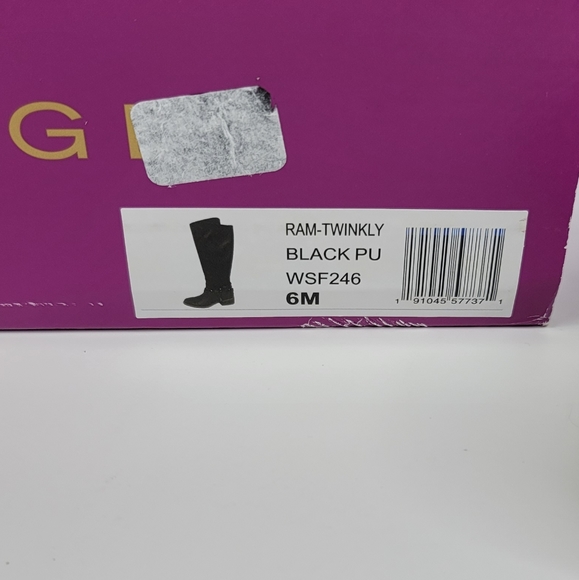 G
RAM-TWINKLY
BLACK PU
WSF246
6M
1 91045 57737 1